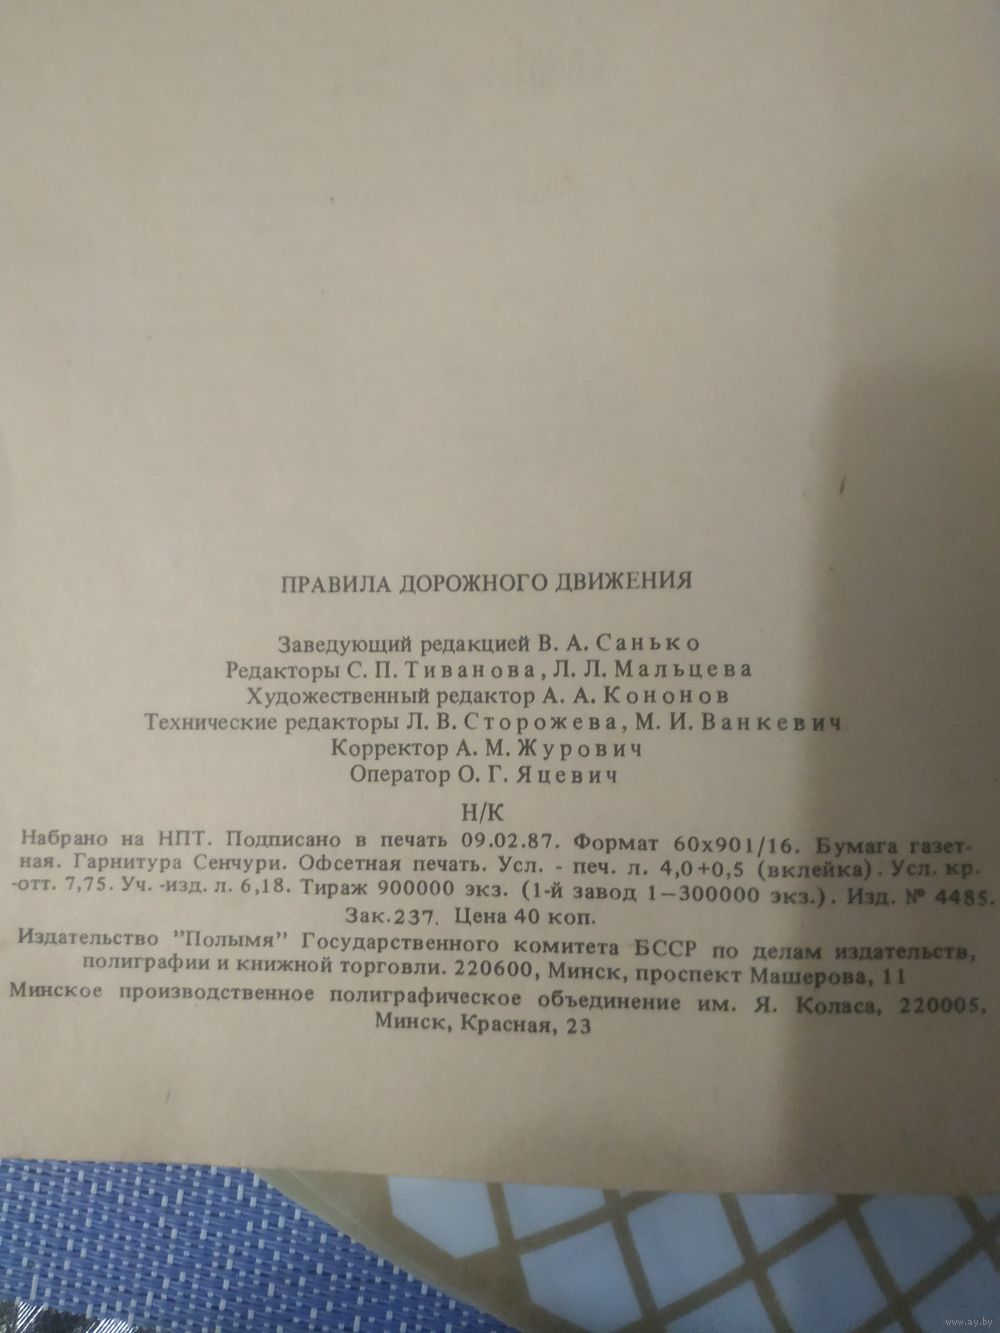 ПРАВИЛА ДОРОЖНОГО ДВИЖЕНИЯ
Заведующий редакцией В. А. Санько
Редакторы С. П. Тиванова, Л. Л. Мальцева
Художественный редактор А. А. Кононов
Технические редакторы Л. В. Сторожева, М. И. Ванкевич
Корректор А. М. Журович
Оператор О. Г. Яцевич
Н/К
Набрано на НПТ. Подписано в печать 09.02.87. Формат 60х901/16. Бумага газет-
ная. Гарнитура Сенчури. Офсетная печать. Усл. - печ. л. 4,0+0,5 (вклейка). Усл. кр.
-отт. 7,75. Уч. -изд. л. 6,18. Тираж 900000 экз. (1-й завод 1—300000 экз.). Изд. № 4485.
Зак.237. Цена 40 коп.
Издательство ”Полымя” Государственного комитета БССР по делам издательств,
полиграфии и книжной торговли. 220600, Минск, проспект Машерова, 11
Минское производственное полиграфическое объединение им. Я. Коласа, 220005,
Минск, Красная, 23
www.ay.by